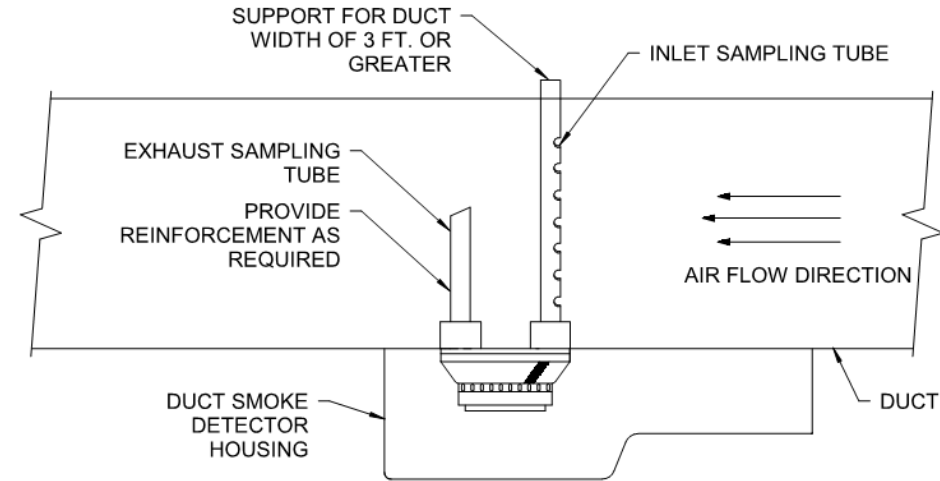 SUPPORT FOR DUCT
WIDTH OF 3 FT. OR
GREATER
INLET SAMPLING TUBE
EXHAUST SAMPLING
TUBE
PROVIDE
REINFORCEMENT AS
REQUIRED
AIR FLOW DIRECTION
DUCT SMOKE
DETECTOR
HOUSING
DUCT